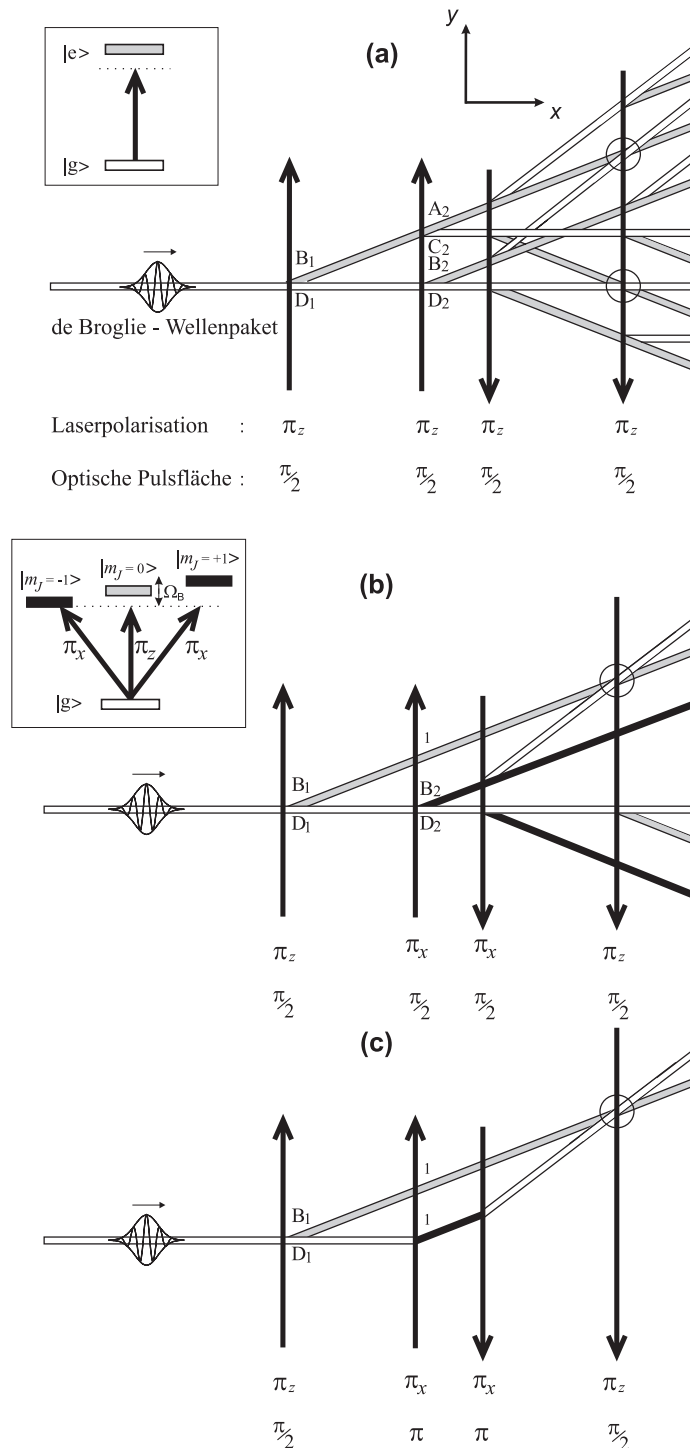 (a)
y
x
|e>
|g>
B1
D1
A2
C2
B2
D2
de Broglie - Wellenpaket
Laserpolarisation : πz πz πz πz
Optische Pulsfläche : π/2 π/2 π/2 π/2
(b)
|mJ = -1>
|mJ = 0>
|mJ = +1>
ΩB
πx
πz
πx
|g>
1
B1
D1
B2
D2
πz πx πx πz
π/2 π/2 π/2 π/2
(c)
1
1
B1
D1
πz πx πx πz
π/2 π π π/2